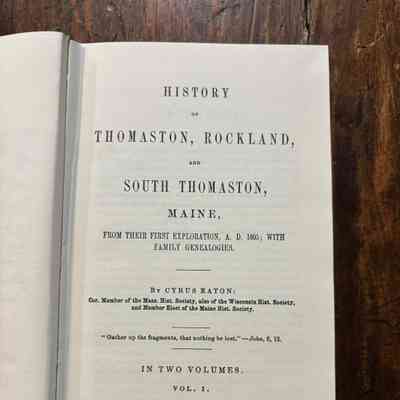 HISTORY
OF
THOMASTON, ROCKLAND,
AND
SOUTH THOMASTON,
MAINE,
FROM THEIR FIRST EXPLORATION, A. D. 1605; WITH
FAMILY GENEALOGIES.
BY CYRUS EATON:
Cor. Member of the Mass. Hist. Society, also of the Wisconsin Hist. Society,
and Member Elect of the Maine Hist. Society.
"Gather up the fragments, that nothing be lost."—John, 6, 12.
IN TWO VOLUMES.
VOL. I.